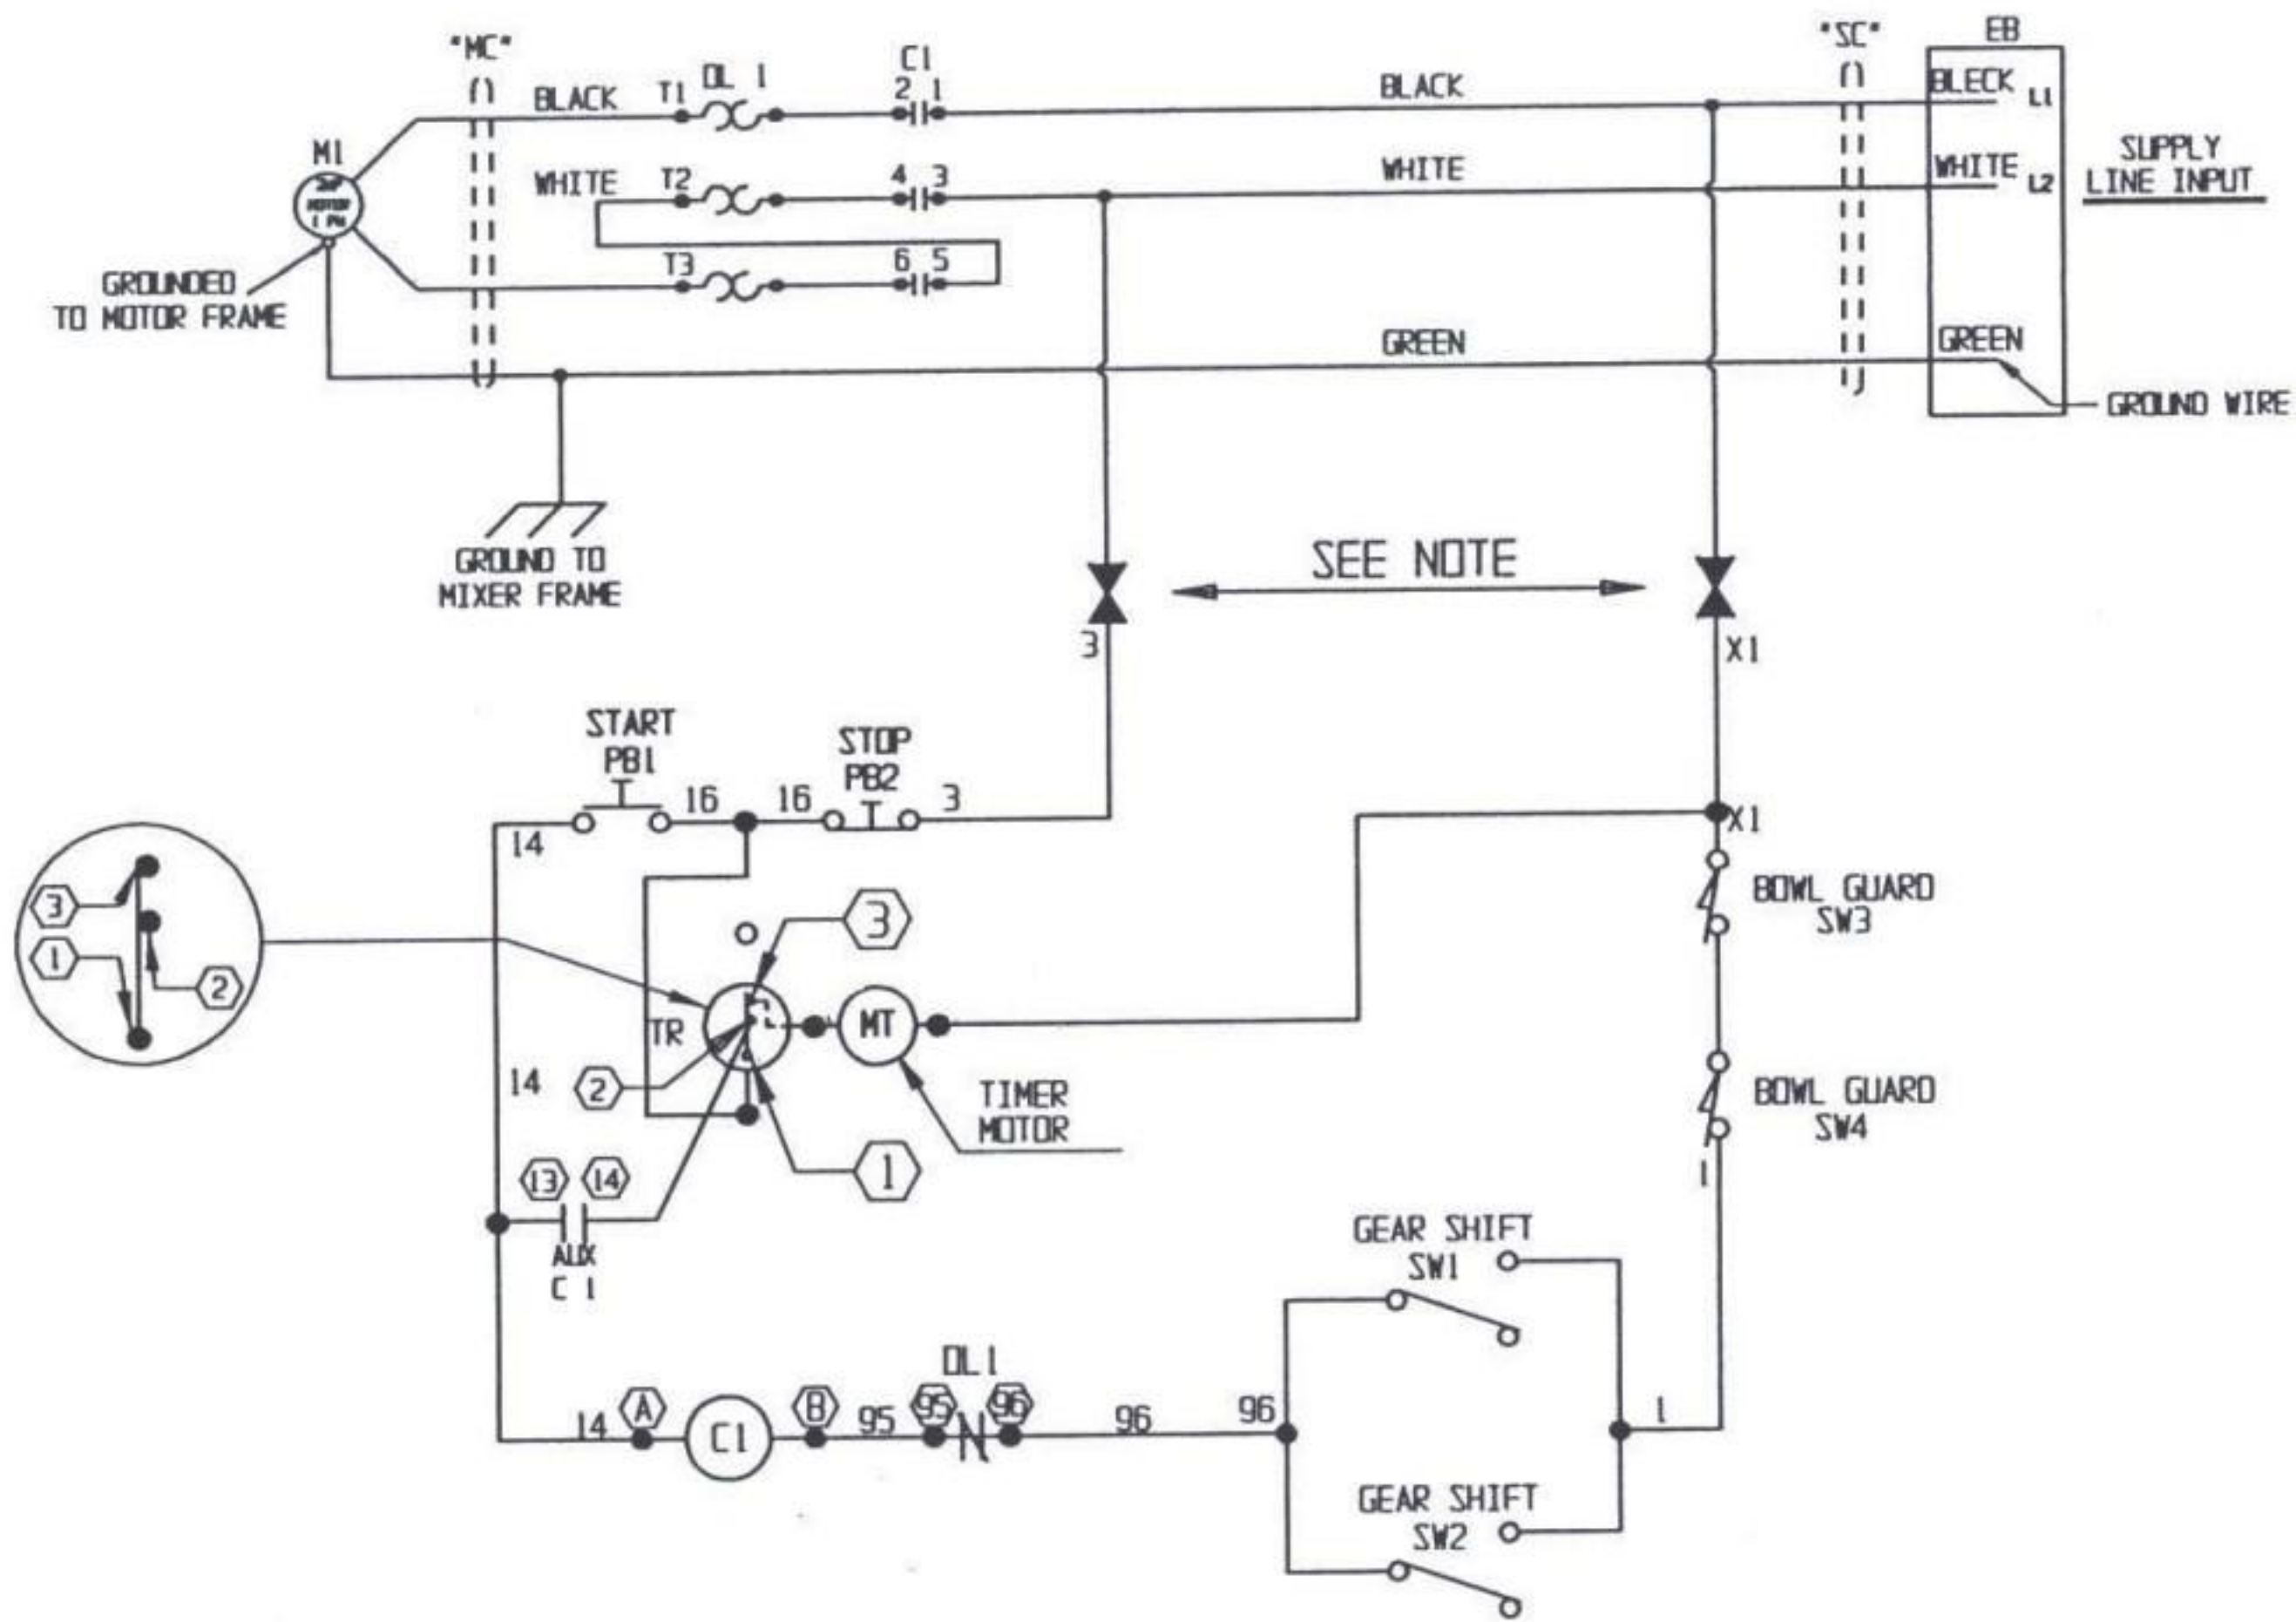 "MC"
"SC"
EB
C1
OL 1
BLACK
T1
2 1
BLACK
BLECK
L1
M1
MOTOR
1 PH
WHITE
T2
4 3
WHITE
WHITE
L2
SUPPLY
LINE INPUT
T3
6 5
GROUNDED
TO MOTOR FRAME
GREEN
GREEN
GROUND WIRE
GROUND TO
MIXER FRAME
SEE NOTE
3
X1
START
PB1
STOP
PB2
14
16
16
3
X1
BOWL GUARD
SW3
3
1
2
3
TR
MT
2
14
TIMER
MOTOR
1
BOWL GUARD
SW4
1
13
14
AUX
C 1
GEAR SHIFT
SW1
OL1
14
A
C1
B
95
95
96
96
96
1
GEAR SHIFT
SW2